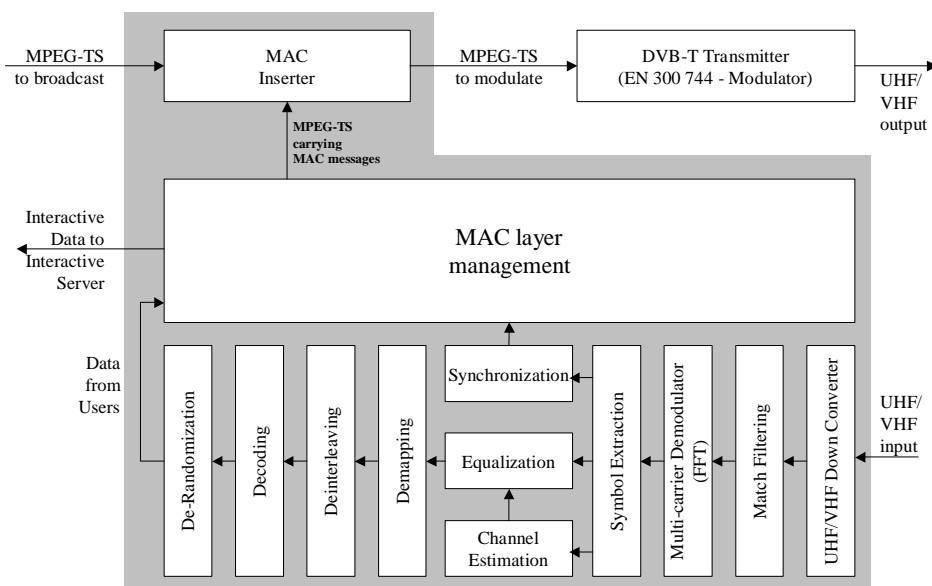 MPEG-TS
to broadcast
MAC
Inserter
MPEG-TS
to modulate
DVB-T Transmitter
(EN 300 744 - Modulator)
UHF/
VHF
output
MPEG-TS
carrying
MAC messages
Interactive
Data to
Interactive
Server
MAC layer
management
Data
from
Users
De-Randomization
Decoding
Deinterleaving
Demapping
Synchronization
Equalization
Channel
Estimation
Symbol Extraction
Multi-carrier Demodulator
(FFT)
Match Filtering
UHF/VHF Down Converter
UHF/
VHF
input